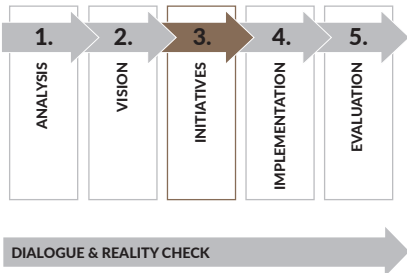 1.
2.
3.
4.
5.
ANALYSIS
VISION
INITIATIVES
IMPLEMENTATION
EVALUATION
DIALOGUE & REALITY CHECK